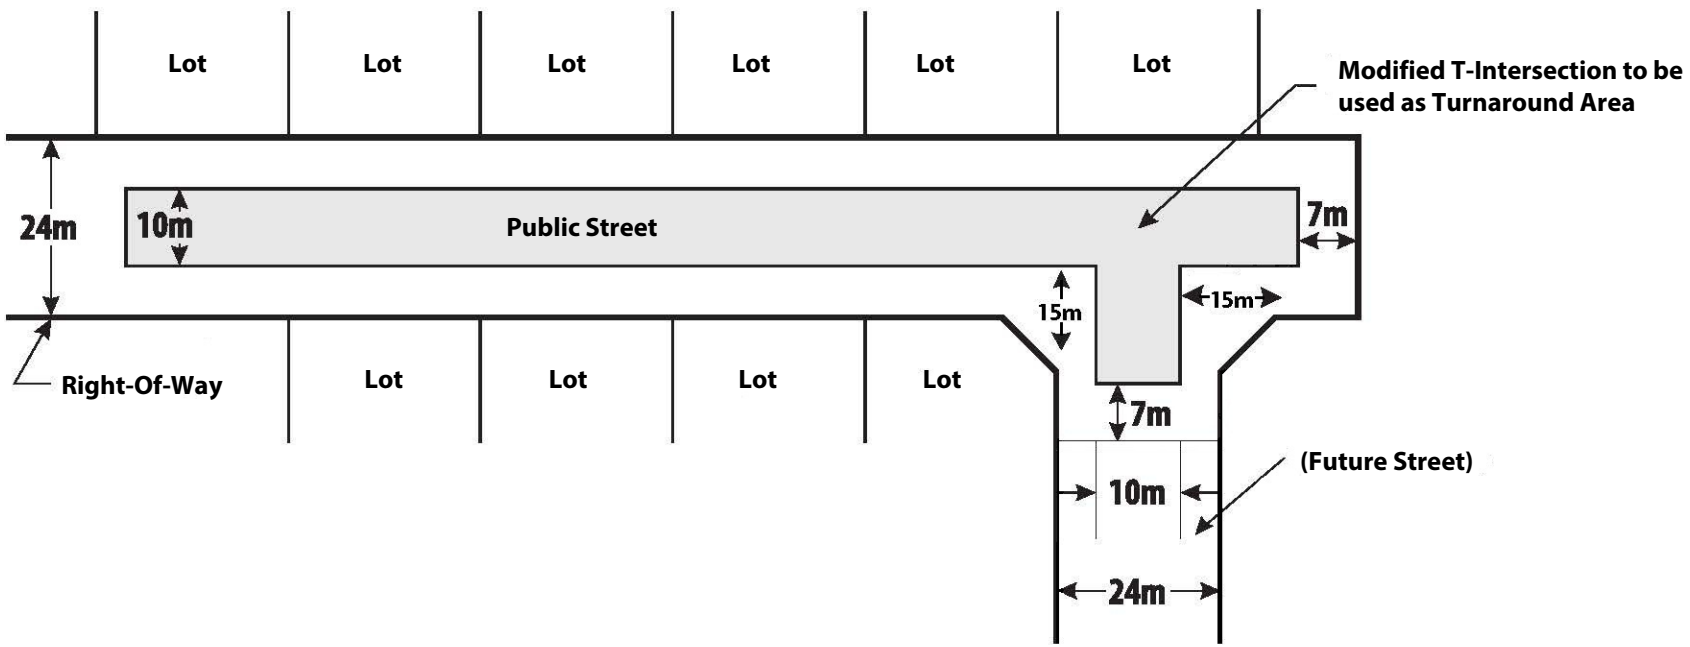 Lot Lot Lot Lot Lot Lot
Modified T-Intersection to be
used as Turnaround Area
24m
10m
Public Street
7m
15m
15m
Right-Of-Way
Lot Lot Lot Lot
7m
(Future Street)
10m
24m